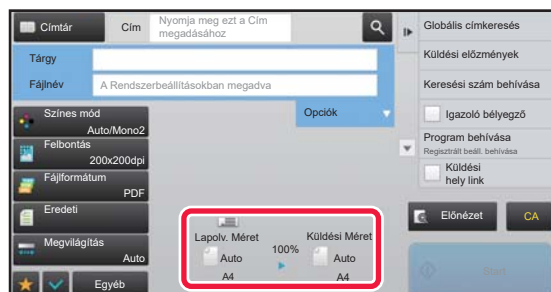 Címtár
Cím
Nyomja meg ezt a Cím
megadásához
Tárgy
Fájlnév
A Rendszerbeállításokban megadva
Opciók
Színes mód
Auto/Mono2
Felbontás
200x200dpi
Fájlformátum
PDF
Eredeti
Megvilágítás
Auto
Egyéb
Lapolv. Méret
Auto
A4
100%
Küldési Méret
Auto
A4
Globális címkeresés
Küldési előzmények
Keresési szám behívása
Igazoló bélyegző
Program behívása
Regisztrált beáll. behívása
Küldési
hely link
Előnézet
CA
Start